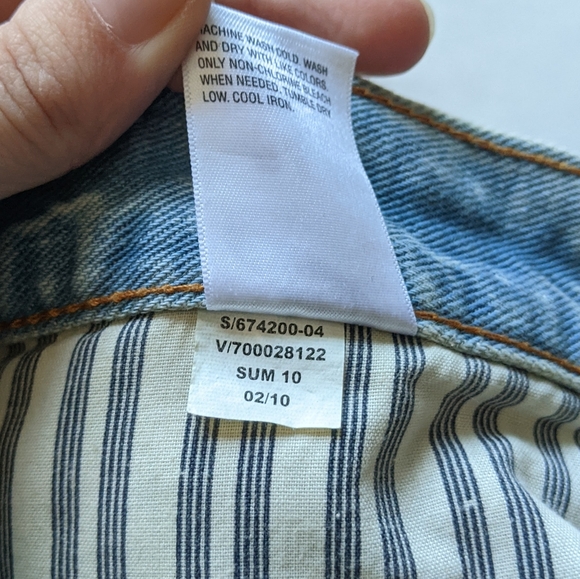 MACHINE WASH COLD. WASH
AND DRY WITH LIKE COLORS.
ONLY NON-CHLORINE BLEACH
WHEN NEEDED. TUMBLE DRY
LOW. COOL IRON.
S/674200-04
V/700028122
SUM 10
02/10